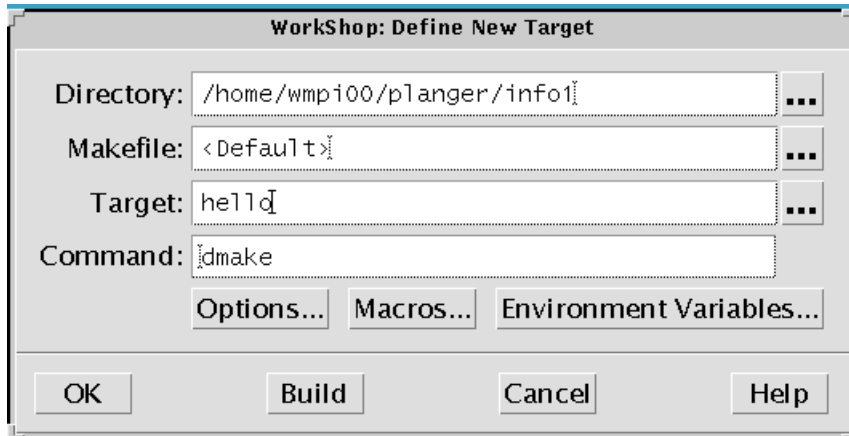 WorkShop: Define New Target
Directory: /home/wmpi00/planger/info1 ...
Makefile: <Default> ...
Target: hello ...
Command: dmake
Options... Macros... Environment Variables...
OK Build Cancel Help